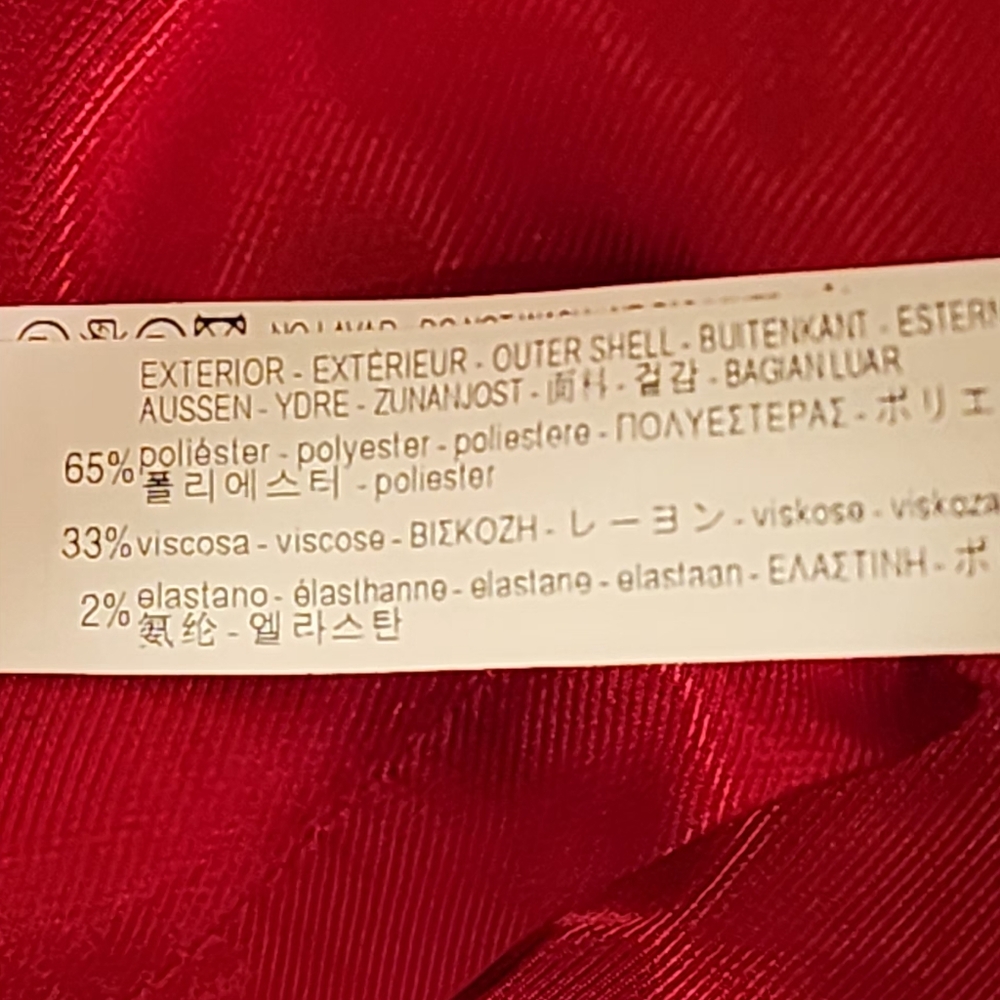 EXTERIOR - EXTÉRIEUR - OUTER SHELL - BUITENKANT - ESTERN
AUSSEN - YDRE - ZUNANJOST - 面料 - 겉감 - BAGIAN LUAR
65% poliéster - polyester - poliestere - ΠΟΛΥΕΣΤΕΡΑΣ - ポリエ
폴리에스터 - poliester
33% viscosa - viscose - ΒΙΣΚΟΖΗ - レーヨン - viskose - viskoza
2% elastano - élasthanne - elastane - elastaan - ΕΛΑΣΤΙΝΗ - ポ
氨纶 - 엘라스탄